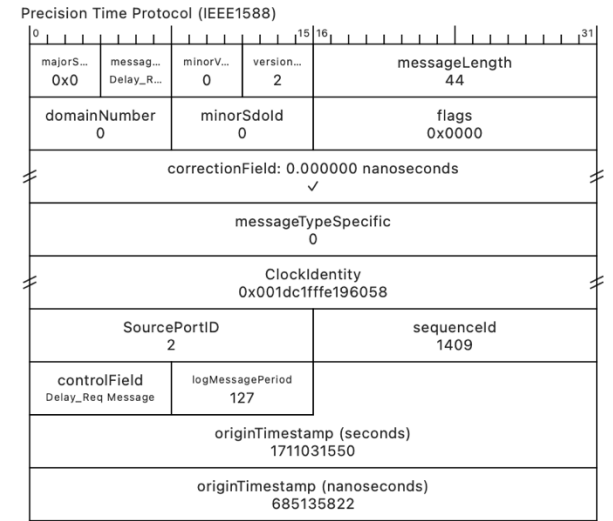 Precision Time Protocol (IEEE1588)
0 15 16 31
majorS... messag... minorV... version... messageLength
0x0 Delay_R... 0 2 44
domainNumber minorSdoId flags
0 0 0x0000
correctionField: 0.000000 nanoseconds
✓
messageTypeSpecific
0
ClockIdentity
0x001dc1fffe196058
SourcePortID sequenceId
2 1409
controlField logMessagePeriod
Delay_Req Message 127
originTimestamp (seconds)
1711031550
originTimestamp (nanoseconds)
685135822